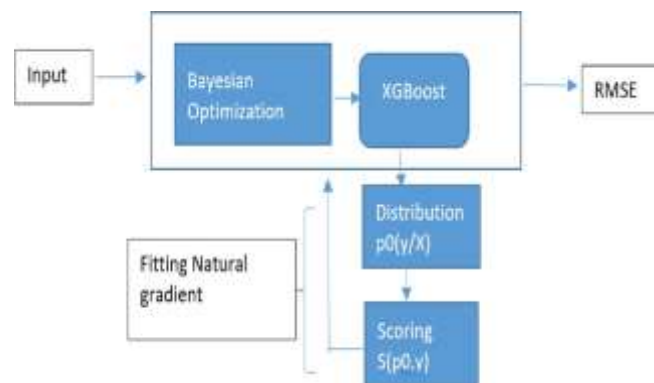 Input
Bayesian
Optimization
XGBoost
RMSE
Distribution
p0(y/X)
Fitting Natural
gradient
Scoring
S(p0,y)